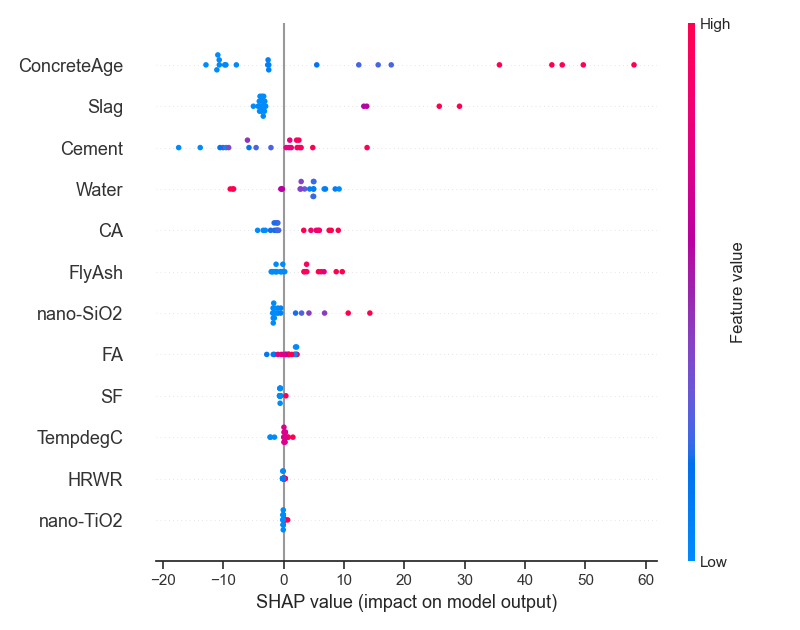 High
ConcreteAge
Slag
Cement
Water
CA
FlyAsh
nano-SiO2
FA
SF
TempdegC
HRWR
nano-TiO2
Feature value
Low
−20 −10 0 10 20 30 40 50 60
SHAP value (impact on model output)